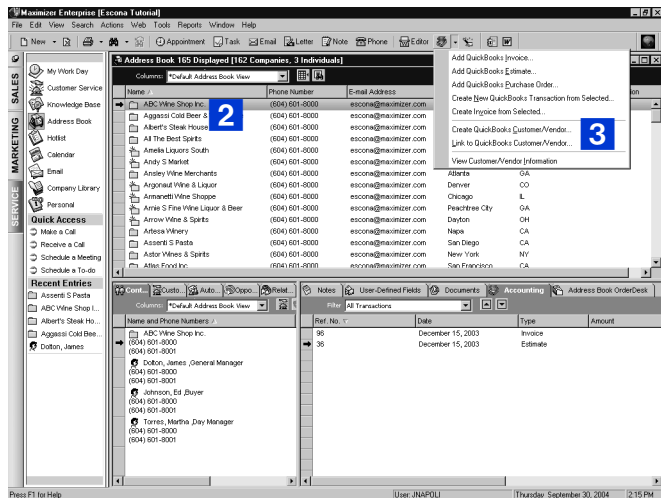 Maximizer Enterprise [Escona Tutorial]
File Edit View Search Actions Web Tools Reports Window Help
New Appointment Task Email Letter Note Phone Editor
Address Book 165 Displayed [162 Companies, 3 Individuals]
Columns: *Default Address Book View
Name Phone Number E-mail Address
ABC Wine Shop Inc. (604) 601-8000 escona@maximizer.com
Aggassi Cold Beer & (604) 601-8000 escona@maximizer.com
Albert's Steak House (604) 601-8000 escona@maximizer.com
All The Best Spirits (604) 601-8000 escona@maximizer.com
Amelia Liquors South (604) 601-8000 escona@maximizer.com
Andy S Market (604) 601-8000 escona@maximizer.com
Ansley Wine Merchants (604) 601-8000 escona@maximizer.com Atlanta GA
Argonaut Wine & Liquor (604) 601-8000 escona@maximizer.com Denver CO
Armanetti Wine Shoppe (604) 601-8000 escona@maximizer.com Chicago IL
Arnie S Fine Wine Liquor & Beer (604) 601-8000 escona@maximizer.com Peachtree City GA
Arrow Wine & Spirits (604) 601-8000 escona@maximizer.com Dayton OH
Artesa Winery (604) 601-8000 escona@maximizer.com Napa CA
Assenti S Pasta (604) 601-8000 escona@maximizer.com San Diego CA
Astor Wines & Spirits (604) 601-8000 escona@maximizer.com New York NY
Atlas Food Inc. (604) 601-8000 escona@maximizer.com San Francisco CA
2
Add QuickBooks Invoice...
Add QuickBooks Estimate...
Add QuickBooks Purchase Order...
Create New QuickBooks Transaction from Selected...
Create Invoice from Selected...
Create QuickBooks Customer/Vendor...
Link to QuickBooks Customer/Vendor...
View Customer/Vendor Information
3
SALES
MARKETING
SERVICE
My Work Day
Customer Service
Knowledge Base
Address Book
Hotlist
Calendar
Email
Company Library
Personal
Quick Access
Make a Call
Receive a Call
Schedule a Meeting
Schedule a To-do
Recent Entries
Assenti S Pasta
ABC Wine Shop I...
Albert's Steak Ho...
Aggassi Cold Bee...
Dolton, James
Cont... Custo... Auto... Oppo... Relat...
Columns: *Default Address Book View
Name and Phone Numbers
ABC Wine Shop Inc.
(604) 601-8000
(604) 601-8001
Dolton, James ,General Manager
(604) 601-8000
(604) 601-8001
Johnson, Ed ,Buyer
(604) 601-8000
(604) 601-8001
Torres, Martha ,Day Manager
(604) 601-8000
(604) 601-8001
Notes User-Defined Fields Documents Accounting Address Book OrderDesk
Filter All Transactions
Ref. No. Date Type Amount
96 December 15, 2003 Invoice
36 December 15, 2003 Estimate
Press F1 for Help User: JNAPOLI Thursday September 30, 2004 2:15 PM